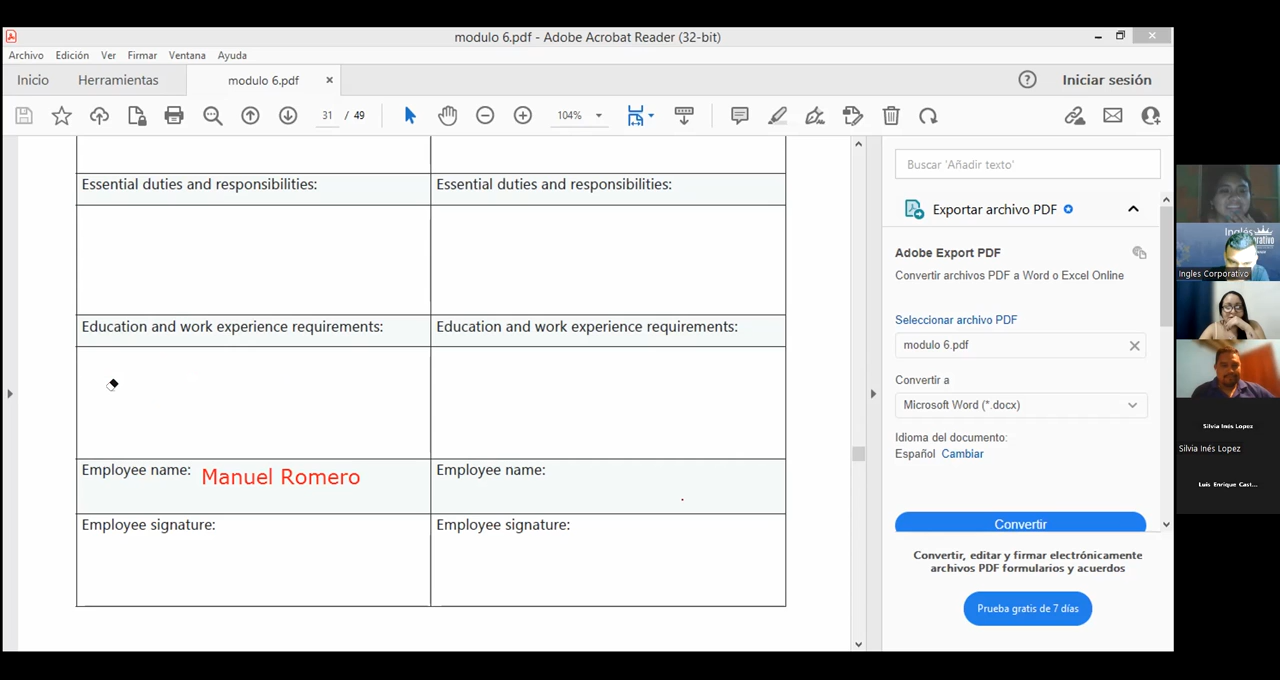 modulo 6.pdf - Adobe Acrobat Reader (32-bit)
Archivo Edición Ver Firmar Ventana Ayuda
Inicio Herramientas modulo 6.pdf Iniciar sesión
31 / 49 104%
Essential duties and responsibilities: Essential duties and responsibilities:
Education and work experience requirements: Education and work experience requirements:
Employee name: Manuel Romero Employee name:
Employee signature: Employee signature:
Buscar 'Añadir texto'
Exportar archivo PDF
Adobe Export PDF
Convertir archivos PDF a Word o Excel Online
Seleccionar archivo PDF
modulo 6.pdf
Convertir a
Microsoft Word (*.docx)
Idioma del documento:
Español Cambiar
Convertir
Convertir, editar y firmar electrónicamente
archivos PDF formularios y acuerdos
Prueba gratis de 7 días
Inglés
Ingles Corporativo
Silvia Inés Lopez
Silvia Inés Lopez
Luis Enrique Cast...